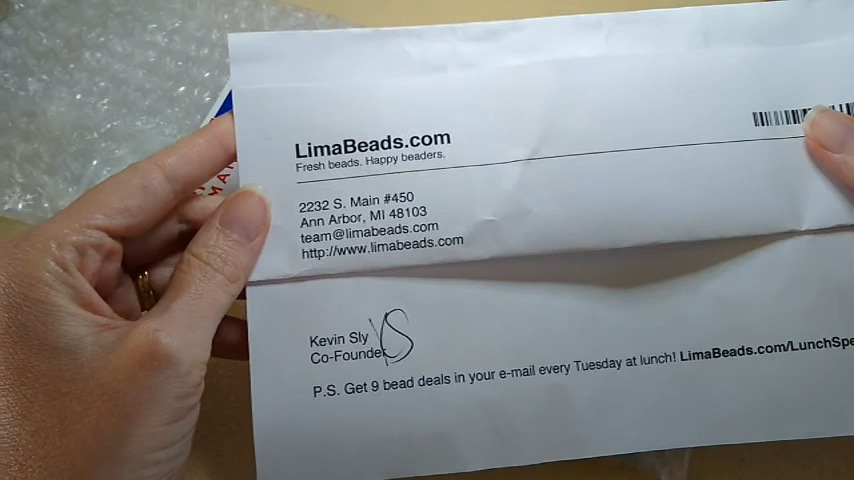 LimaBeads.com
Fresh beads. Happy beaders.
2232 S. Main #450
Ann Arbor, MI 48103
team@limabeads.com
http://www.limabeads.com
Kevin Sly
Co-Founder
P.S. Get 9 bead deals in your e-mail every Tuesday at lunch! LimaBeads.com/LunchSpe